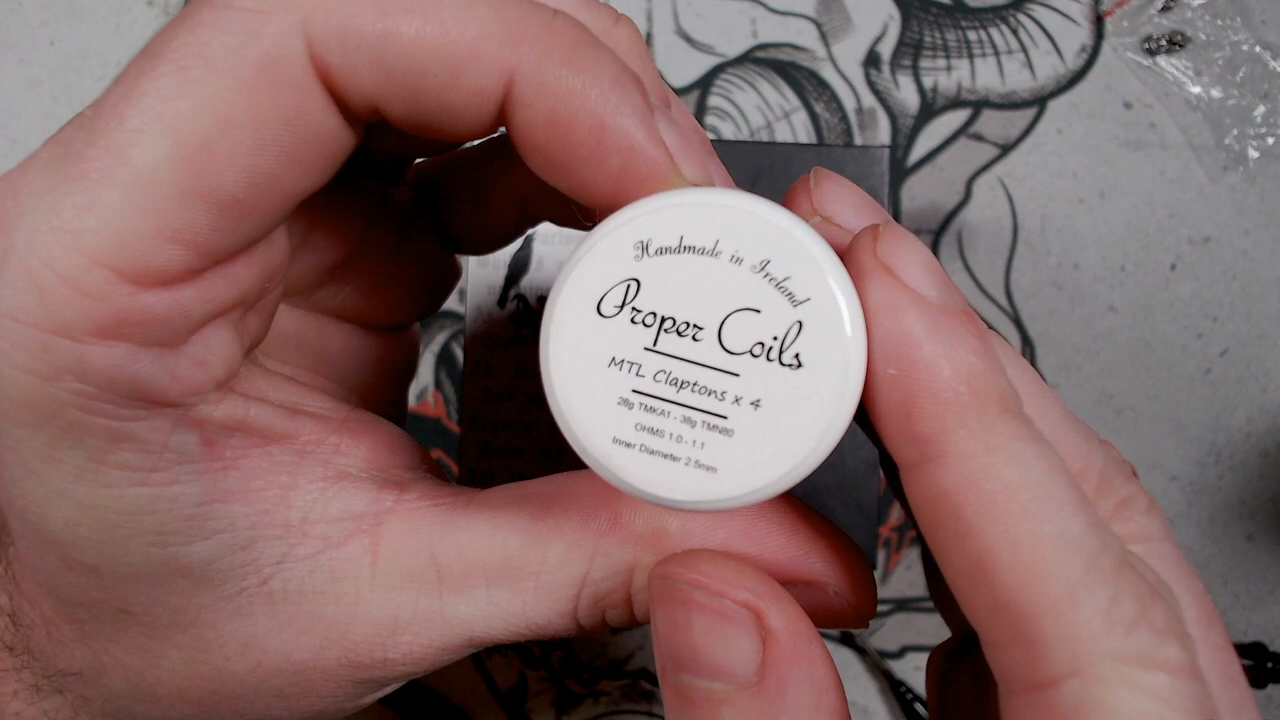 Handmade in Ireland
Proper Coils
MTL Claptons x 4
28g TMKA1 - 38g TMN80
OHMS 1.0 - 1.1
Inner Diameter 2.5mm